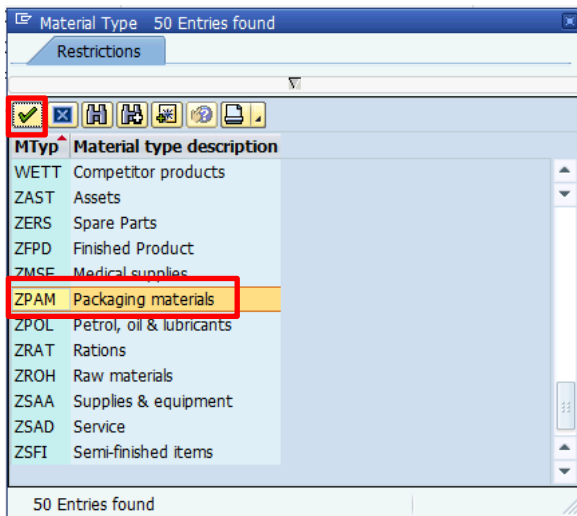 Material Type 50 Entries found
Restrictions
MTyp Material type description
WETT Competitor products
ZAST Assets
ZERS Spare Parts
ZFPD Finished Product
ZMSE Medical supplies
ZPAM Packaging materials
ZPOL Petrol, oil & lubricants
ZRAT Rations
ZROH Raw materials
ZSAA Supplies & equipment
ZSAD Service
ZSFI Semi-finished items
50 Entries found